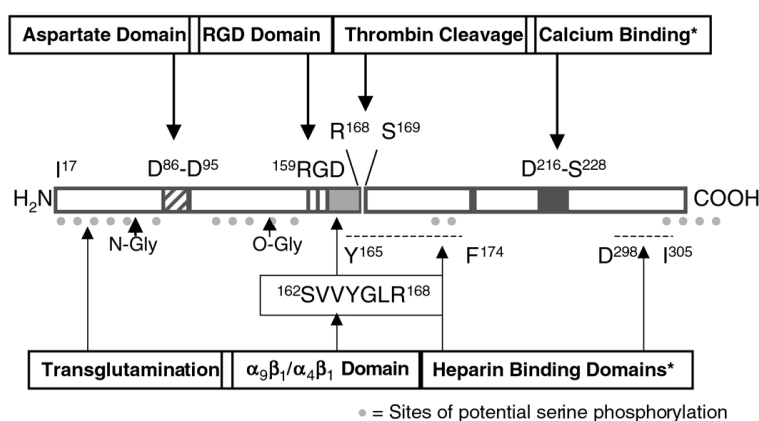 Aspartate Domain RGD Domain Thrombin Cleavage Calcium Binding*
R168 S169
I17 D86-D95 159RGD D216-S228
H2N COOH
N-Gly O-Gly Y165 F174 D298 I305
162SVVYGLR168
Transglutamination α9β1/α4β1 Domain Heparin Binding Domains*
= Sites of potential serine phosphorylation